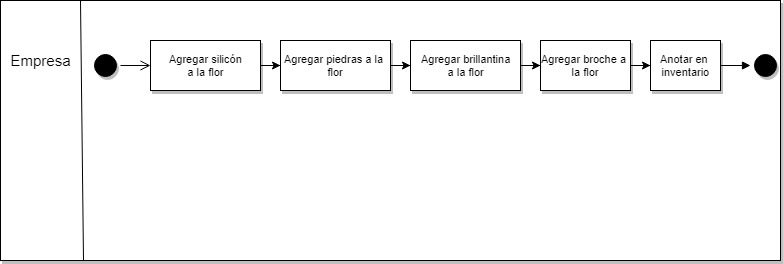 Empresa
Agregar silicón
a la flor
Agregar piedras a la
flor
Agregar brillantina
a la flor
Agregar broche a
la flor
Anotar en
inventario